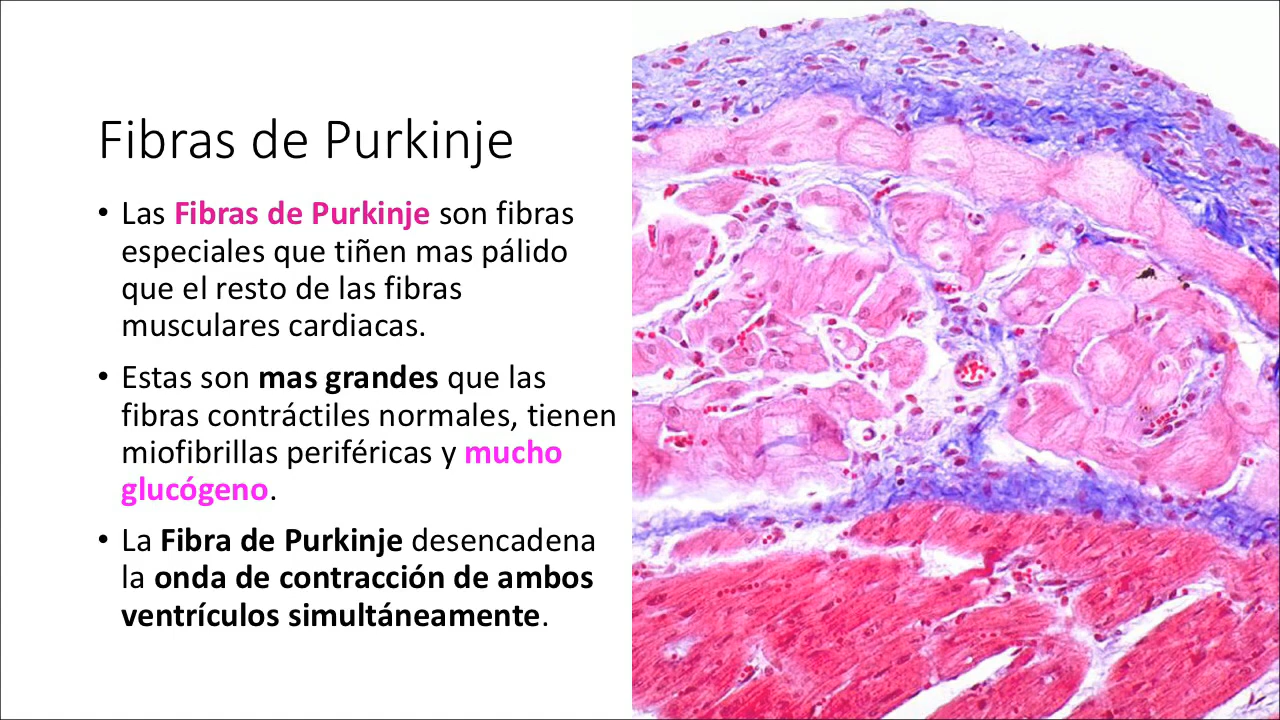 Fibras de Purkinje
• Las Fibras de Purkinje son fibras
especiales que tiñen mas pálido
que el resto de las fibras
musculares cardiacas.
• Estas son mas grandes que las
fibras contráctiles normales, tienen
miofibrillas periféricas y mucho
glucógeno.
• La Fibra de Purkinje desencadena
la onda de contracción de ambos
ventrículos simultáneamente.